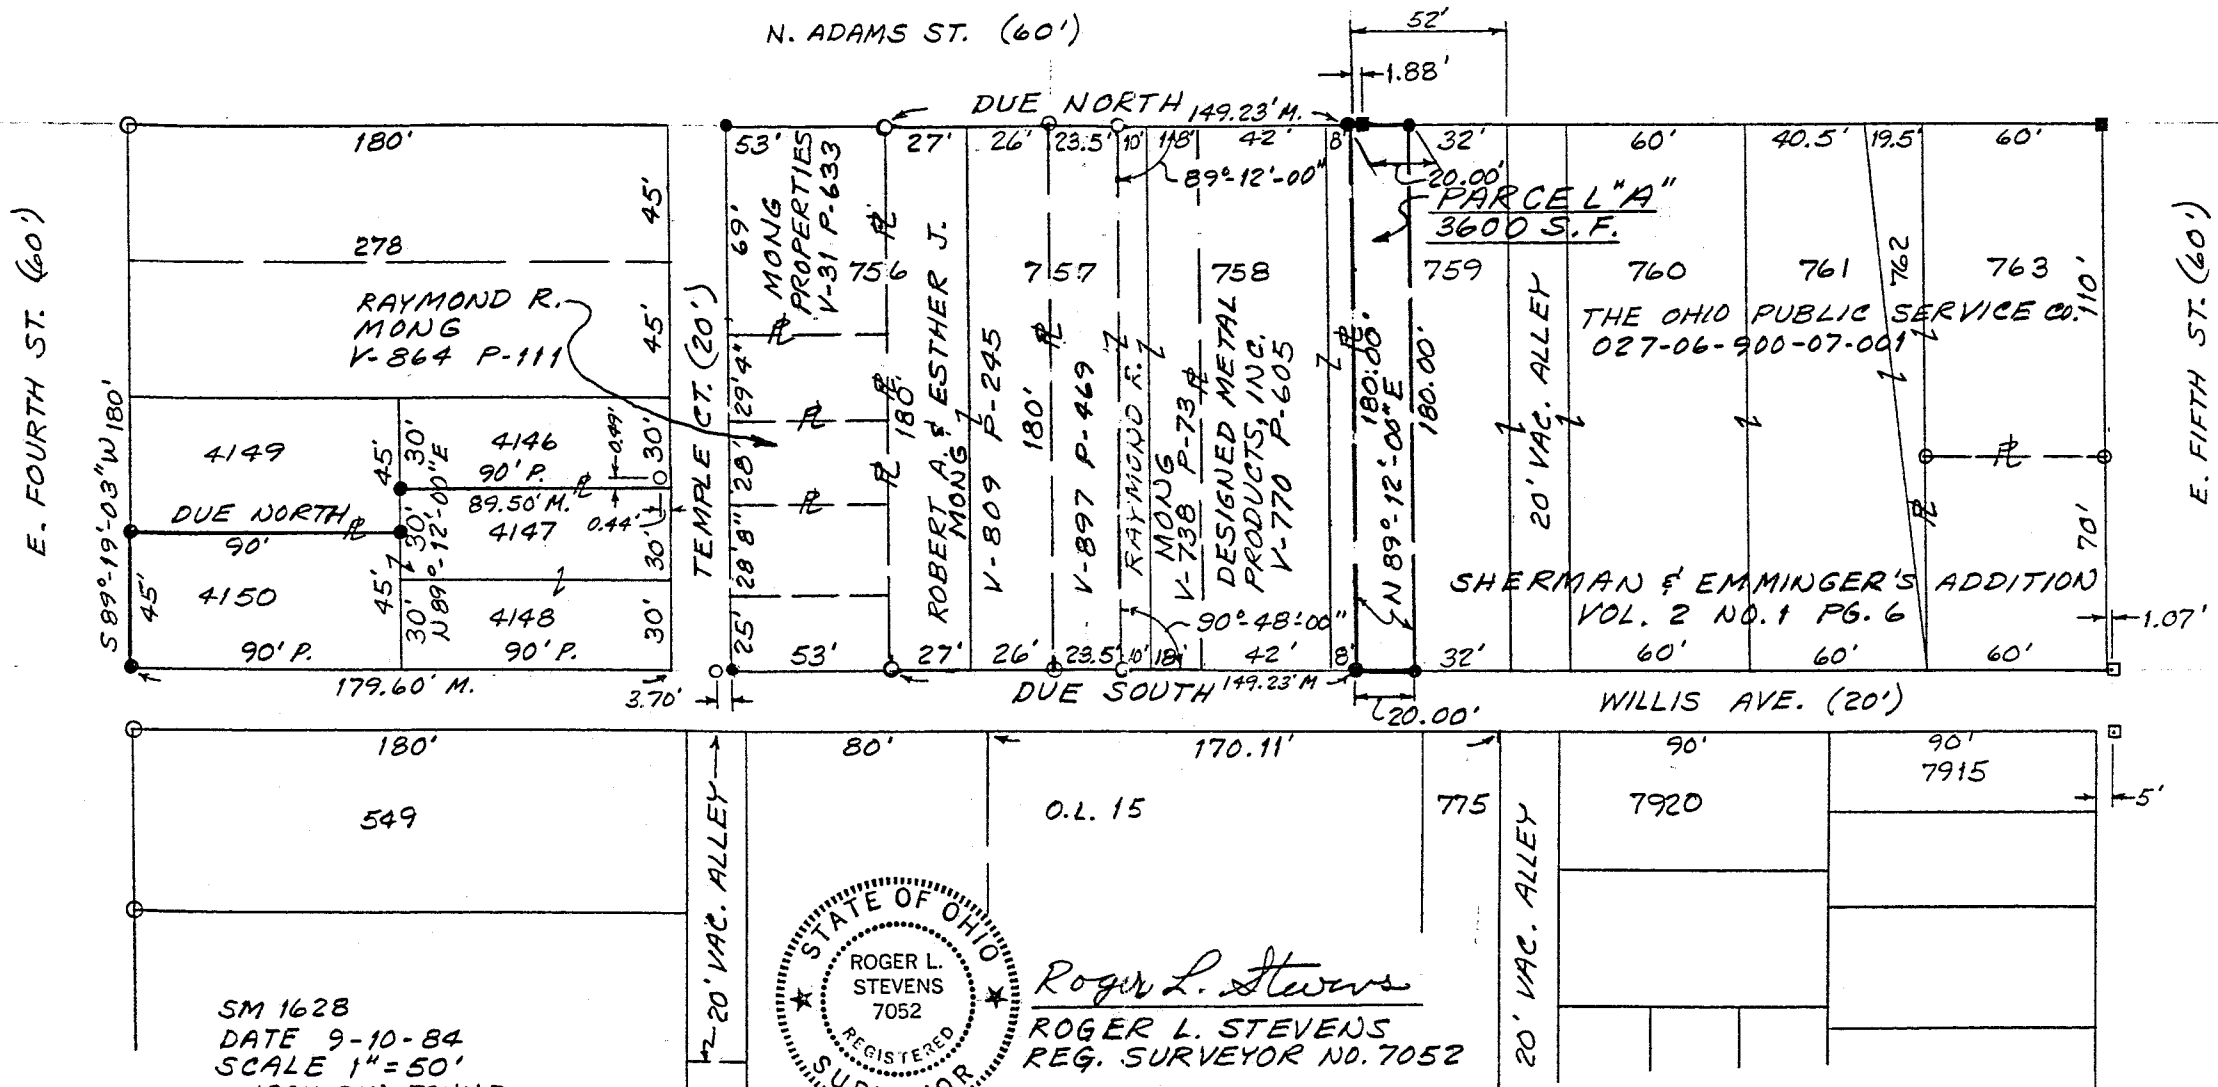 N. ADAMS ST. (60')
52'
1.88'
DUE NORTH 149.23' M.
180'
53'
27'
26'
23.5'
10'
18'
42'
8'
32'
60'
40.5'
19.5'
60'
89°-12'-00"
20.00'
PARCEL "A"
3600 S.F.
45'
69'
MONG
PROPERTIES
V-31 P-633
278
756
757
758
759
760
761
762
763
110'
E. FOURTH ST. (60')
E. FIFTH ST. (60')
RAYMOND R.
MONG
V-864 P-111
45'
TEMPLE CT. (20')
29'4"
28'
28'8"
25'
180'
ROBERT A. & ESTHER J.
MONG
V-809 P-245
180'
V-897 P-469
RAYMOND R.
MONG
V-738 P-73
DESIGNED METAL
PRODUCTS, INC.
V-770 P-605
180.00'
N 89°-12'-00" E
180.00'
20' VAC. ALLEY
THE OHIO PUBLIC SERVICE CO.
027-06-900-07-001
S 89°-19'-03" W 180'
4149
45'
30'
4146
90' P.
0.49'
30'
89.50' M.
DUE NORTH
90'
30'
N 89°-12'-00" E
4147
0.44'
30'
45'
4150
45'
30'
4148
30'
90' P.
90' P.
179.60' M.
3.70'
53'
27'
26'
23.5'
10'
18'
42'
8'
32'
60'
60'
60'
90°-48'-00"
70'
SHERMAN & EMMINGER'S ADDITION
VOL. 2 NO. 1 PG. 6
1.07'
DUE SOUTH 149.23' M
20.00'
WILLIS AVE. (20')
180'
80'
170.11'
90'
90'
7915
549
20' VAC. ALLEY
O.L. 15
775
20' VAC. ALLEY
7920
5'
STATE OF OHIO
ROGER L.
STEVENS
7052
REGISTERED
SURVEYOR
Roger L. Stevens
ROGER L. STEVENS
REG. SURVEYOR NO. 7052
SM 1628
DATE 9-10-84
SCALE 1" = 50'